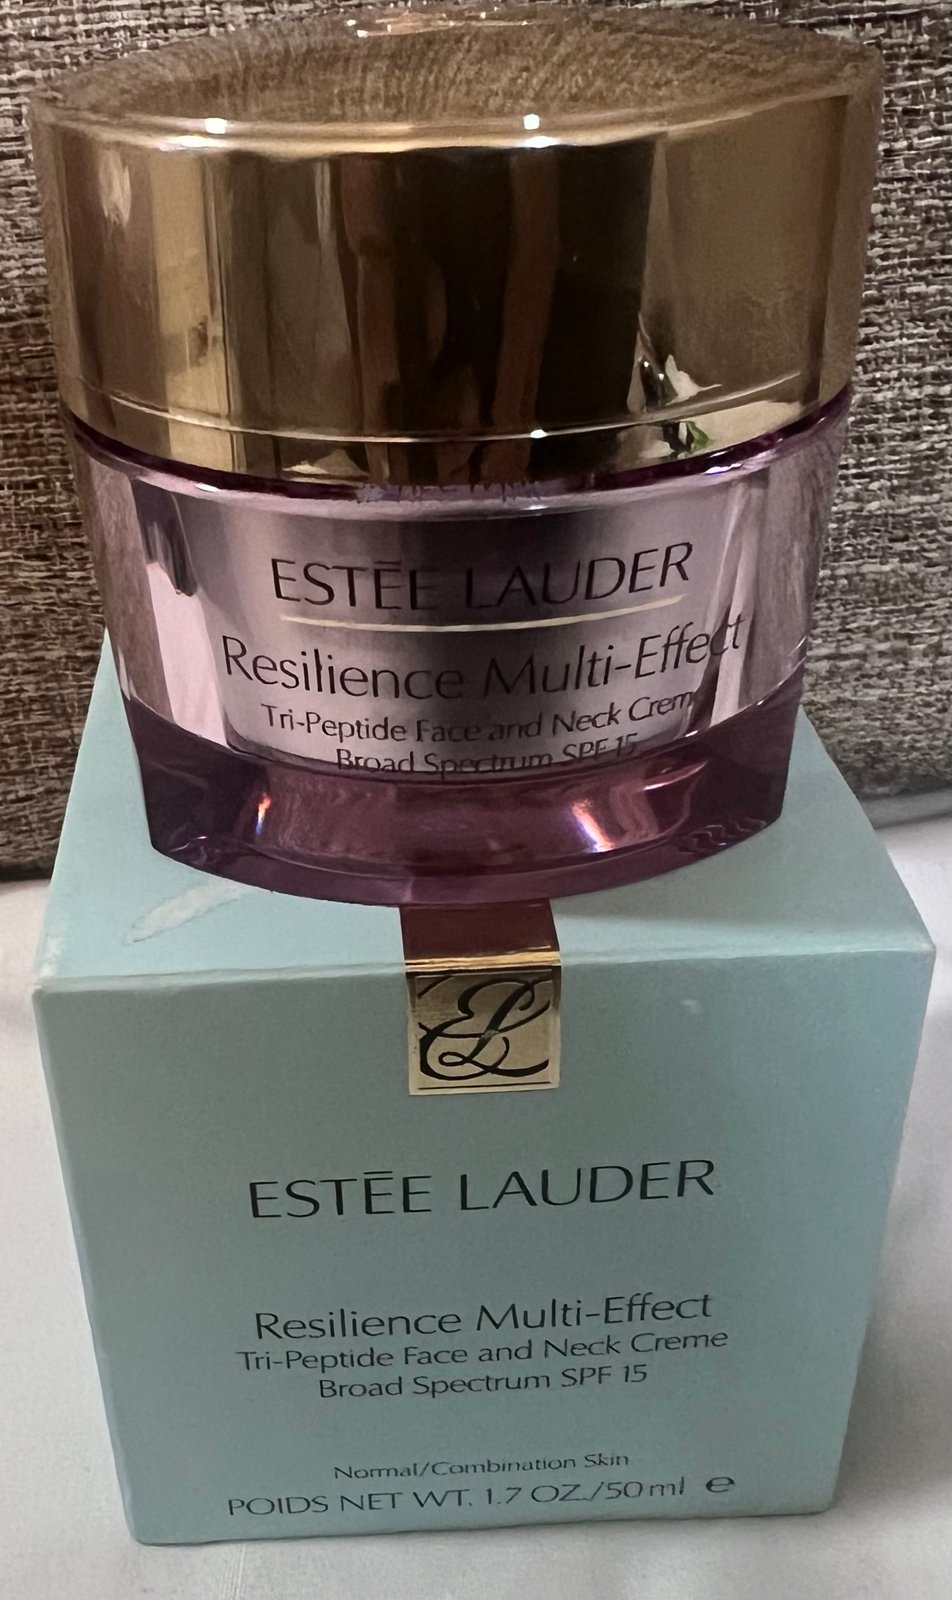 ESTĒE LAUDER
Resilience Multi-Effect
Tri-Peptide Face and Neck Creme
Broad Spectrum SPF 15
EL
ESTĒE LAUDER
Resilience Multi-Effect
Tri-Peptide Face and Neck Creme
Broad Spectrum SPF 15
Normal/Combination Skin
POIDS NET WT. 1.7 OZ./50 ml e